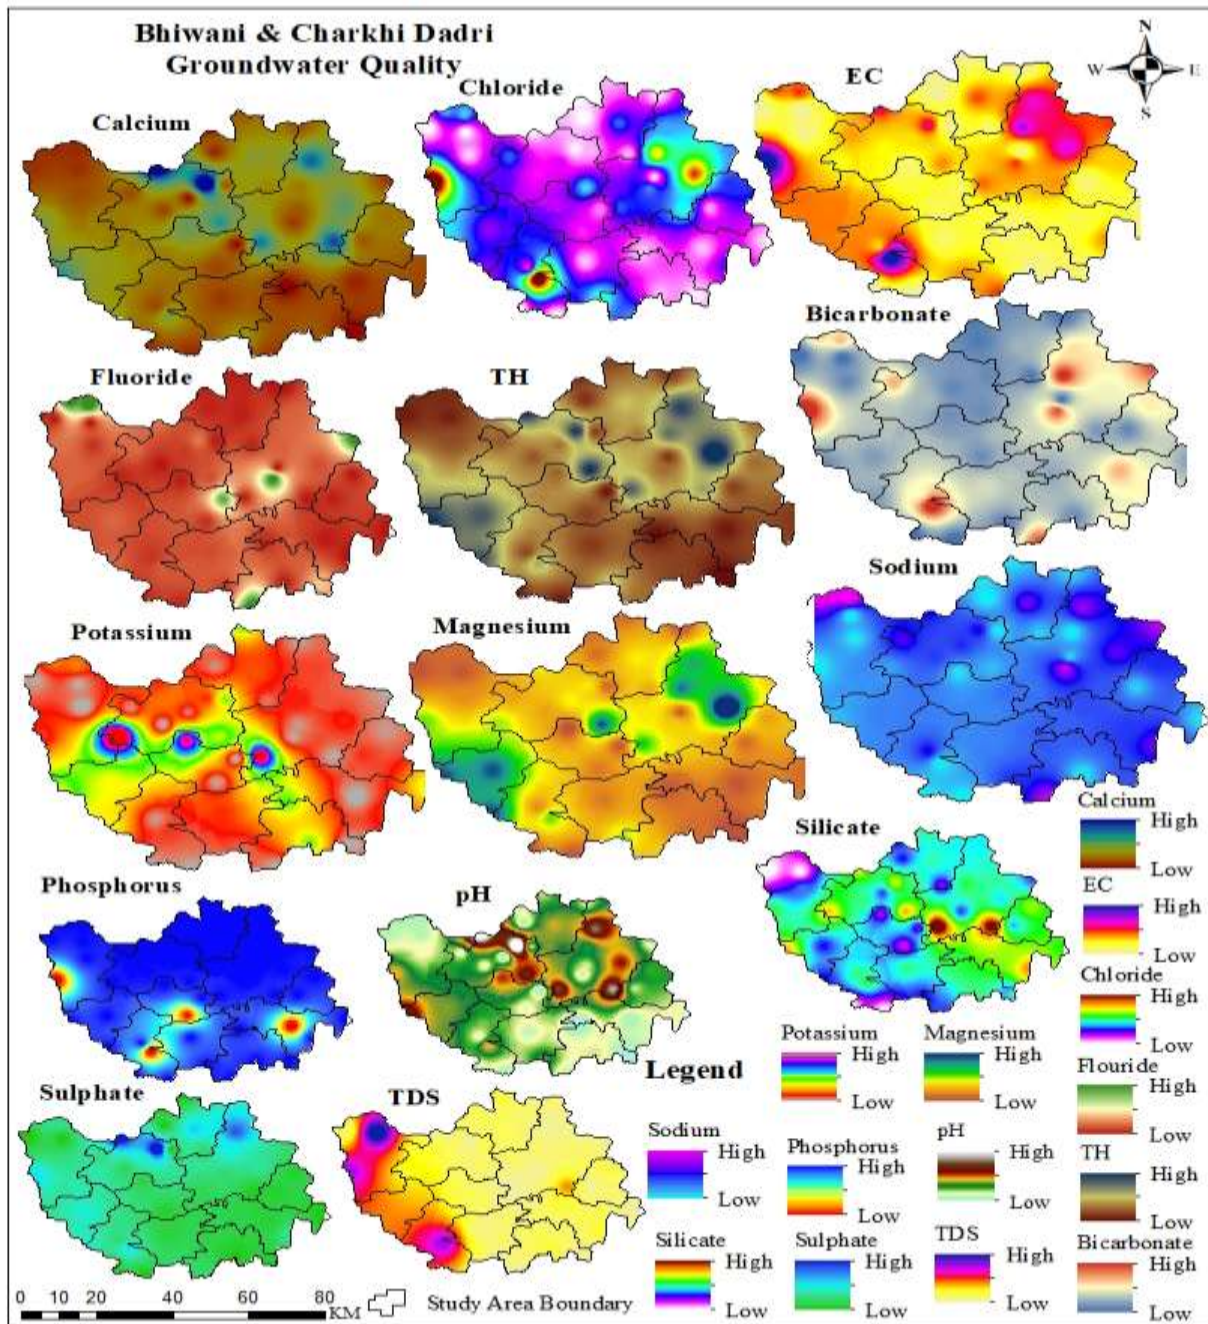 Bhiwani & Charkhi Dadri
Groundwater Quality
N
W
E
S
Calcium
Chloride
EC
Fluoride
TH
Bicarbonate
Potassium
Magnesium
Sodium
Phosphorus
pH
Silicate
Sulphate
TDS
Legend
Calcium
High
Low
EC
High
Low
Chloride
High
Low
Potassium
High
Low
Magnesium
High
Low
Flouride
High
Low
Sodium
High
Low
Phosphorus
High
Low
pH
High
Low
TH
High
Low
Silicate
High
Low
Sulphate
High
Low
TDS
High
Low
Bicarbonate
High
Low
0 10 20 40 60 80
KM
Study Area Boundary